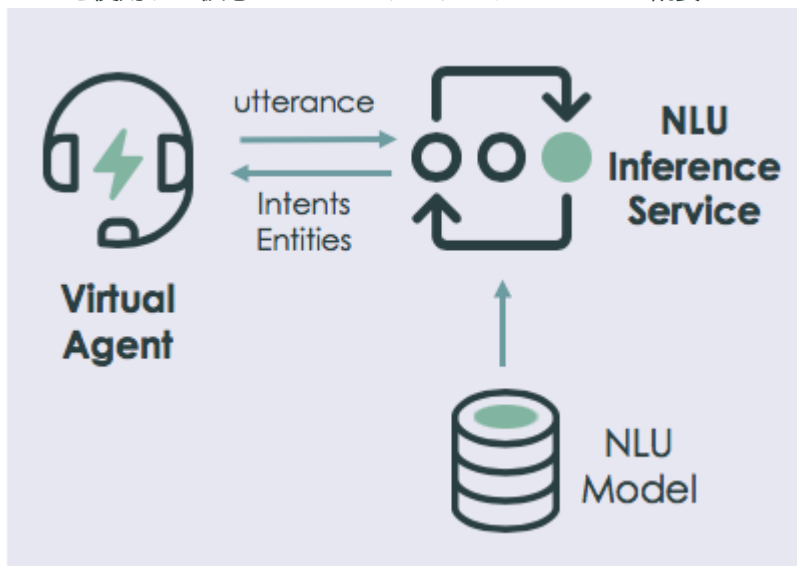 utterance
Intents
Entities
NLU
Inference
Service
Virtual
Agent
NLU
Model